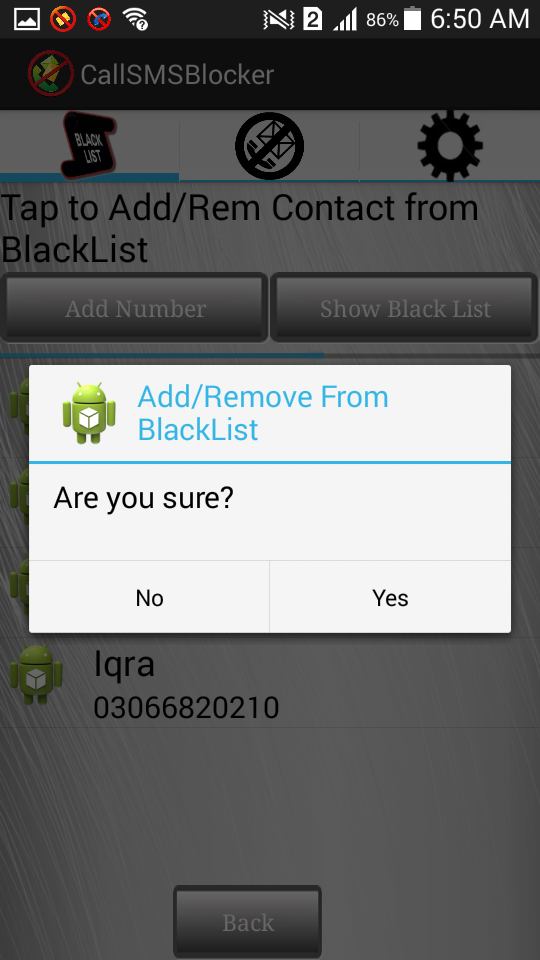 2 86% 6:50 AM
CallSMSBlocker
BLACK
LIST
Tap to Add/Rem Contact from
BlackList
Add Number Show Black List
Add/Remove From
BlackList
Are you sure?
No Yes
Iqra
03066820210
Back